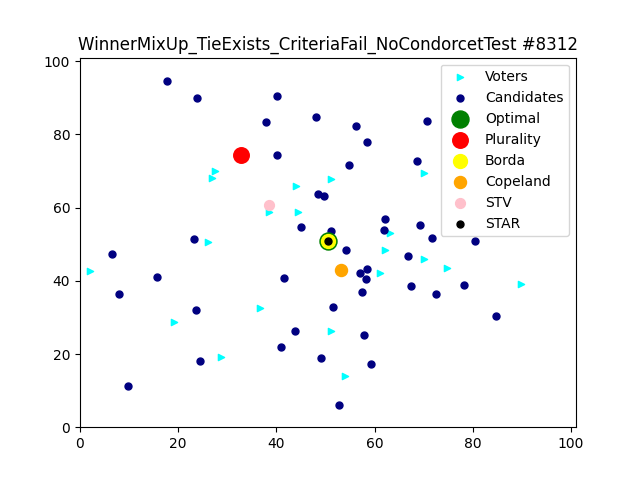 WinnerMixUp_TieExists_CriteriaFail_NoCondorcetTest #8312
100
80
60
40
20
0
0 20 40 60 80 100
Voters
Candidates
Optimal
Plurality
Borda
Copeland
STV
STAR